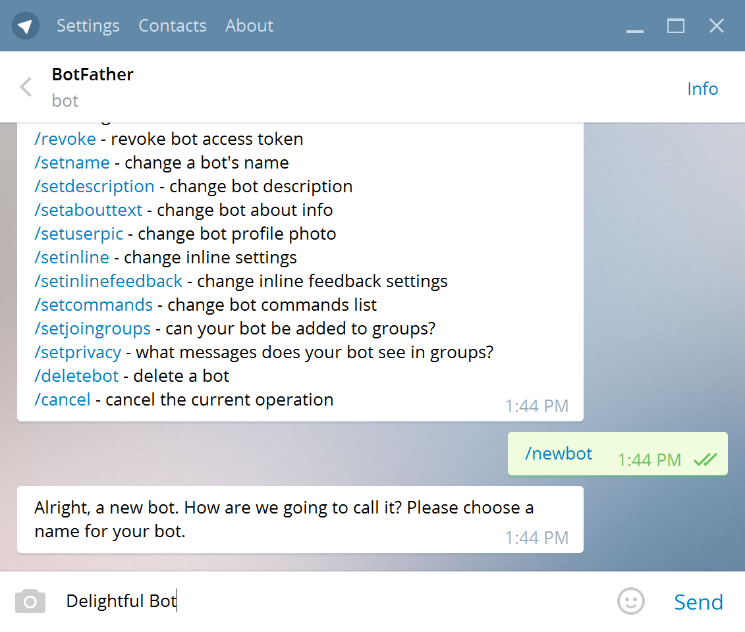 Settings Contacts About
BotFather
bot
Info
/revoke - revoke bot access token
/setname - change a bot's name
/setdescription - change bot description
/setabouttext - change bot about info
/setuserpic - change bot profile photo
/setinline - change inline settings
/setinlinefeedback - change inline feedback settings
/setcommands - change bot commands list
/setjoingroups - can your bot be added to groups?
/setprivacy - what messages does your bot see in groups?
/deletebot - delete a bot
/cancel - cancel the current operation
1:44 PM
/newbot 1:44 PM
Alright, a new bot. How are we going to call it? Please choose a
name for your bot.
1:44 PM
Delightful Bot
Send